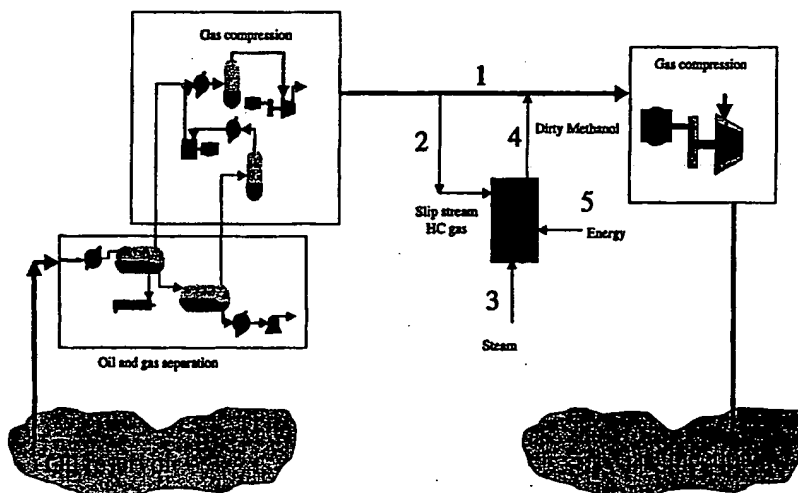 Gas compression
1
Gas compression
2
4
Dirty Methanol
Slip stream
HC gas
5
Energy
3
Steam
Oil and gas separation